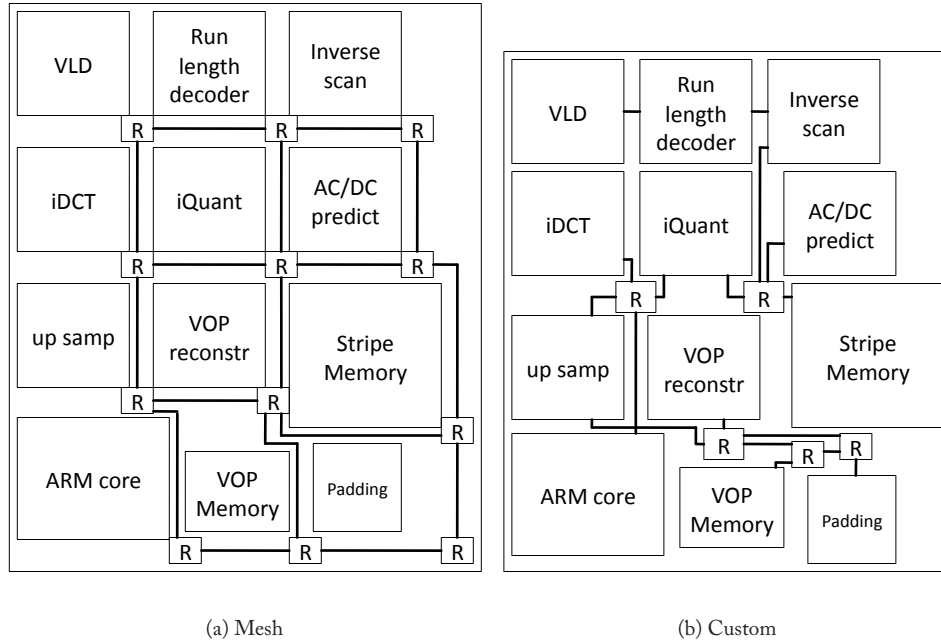 VLD
Run
length
decoder
Inverse
scan
R
R
R
iDCT
iQuant
AC/DC
predict
R
R
R
up samp
VOP
reconstr
Stripe
Memory
R
R
R
ARM core
VOP
Memory
Padding
R
R
R
(a) Mesh
VLD
Run
length
decoder
Inverse
scan
iDCT
iQuant
AC/DC
predict
R
R
up samp
VOP
reconstr
Stripe
Memory
R
R
R
ARM core
VOP
Memory
Padding
(b) Custom